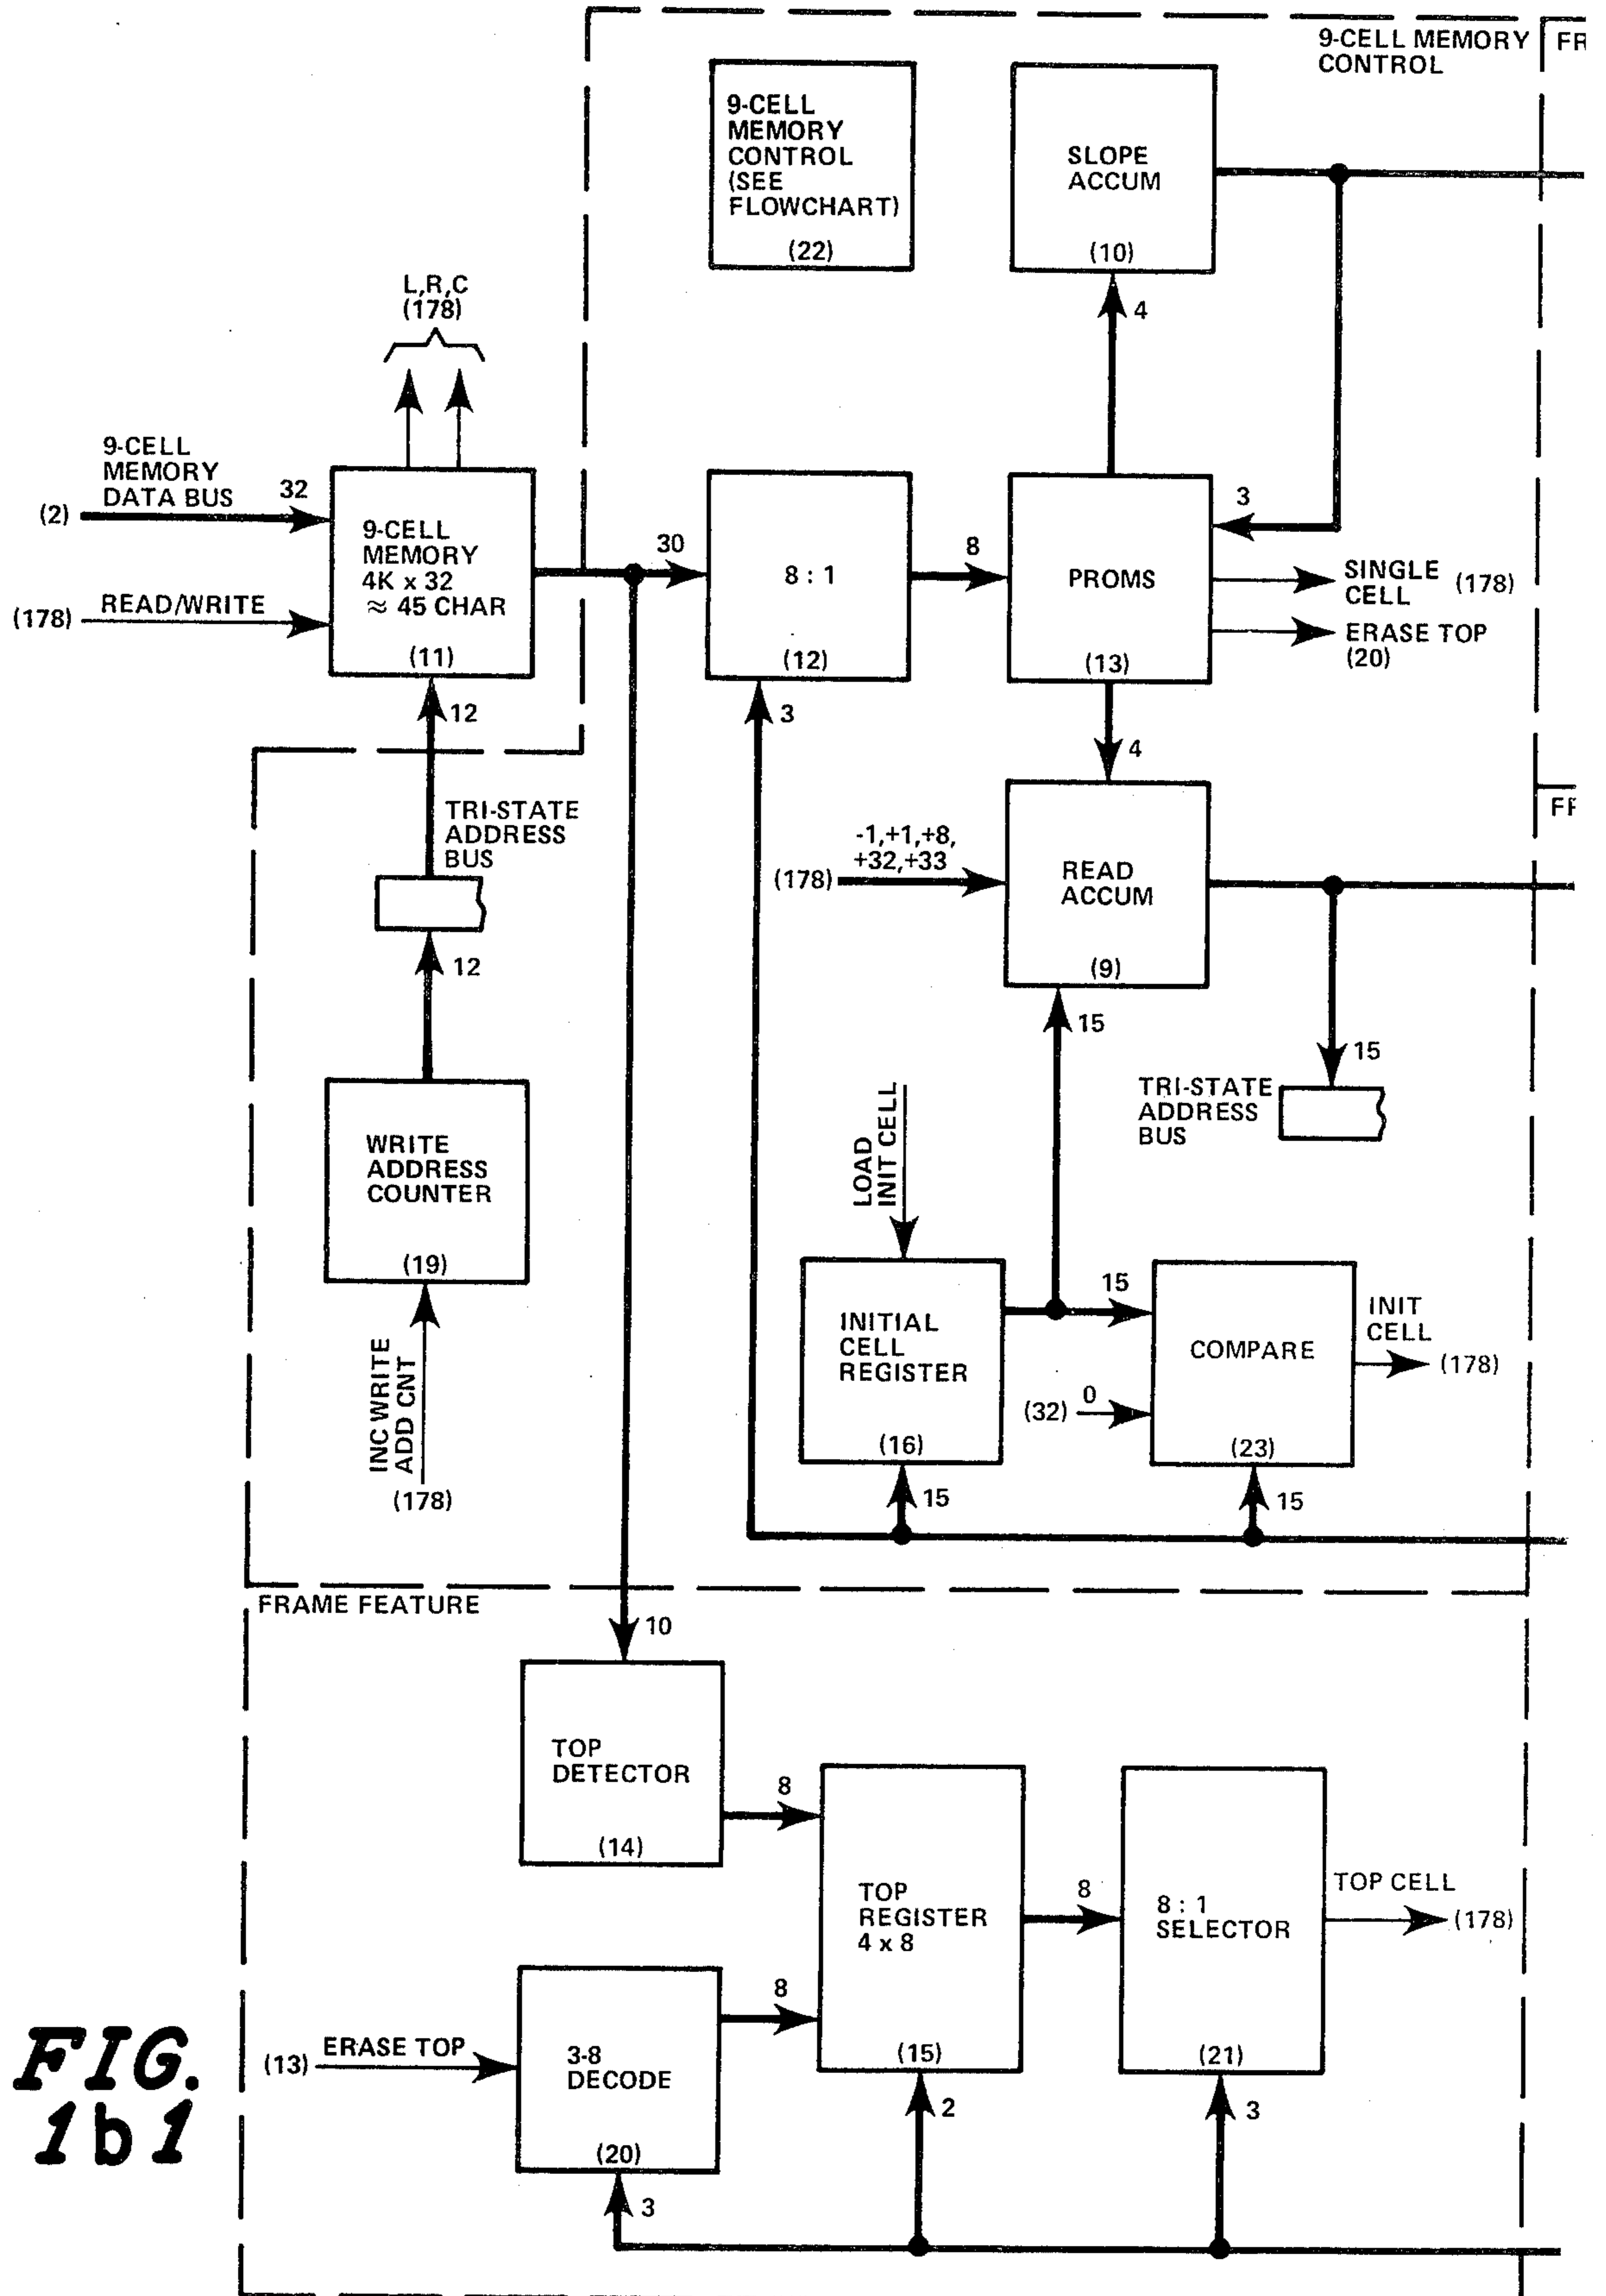 9-CELL MEMORY
CONTROL
FR
9-CELL
MEMORY
CONTROL
(SEE
FLOWCHART)
(22)
SLOPE
ACCUM
(10)
4
L,R,C
(178)
9-CELL
MEMORY
DATA BUS
(2)
32
READ/WRITE
(178)
9-CELL
MEMORY
4K x 32
≈ 45 CHAR
(11)
30
8 : 1
(12)
8
PROMS
(13)
3
SINGLE
CELL
(178)
ERASE TOP
(20)
12
3
4
TRI-STATE
ADDRESS
BUS
12
-1,+1,+8,
+32,+33
(178)
READ
ACCUM
(9)
FF
15
15
TRI-STATE
ADDRESS
BUS
WRITE
ADDRESS
COUNTER
(19)
INC WRITE
ADD CNT
(178)
LOAD
INIT CELL
INITIAL
CELL
REGISTER
(16)
15
COMPARE
(23)
INIT
CELL
(178)
0
(32)
15
15
FRAME FEATURE
10
TOP
DETECTOR
(14)
8
TOP
REGISTER
4 x 8
(15)
8
8 : 1
SELECTOR
(21)
TOP CELL
(178)
8
ERASE TOP
(13)
3-8
DECODE
(20)
3
2
3
FIG.
1b1